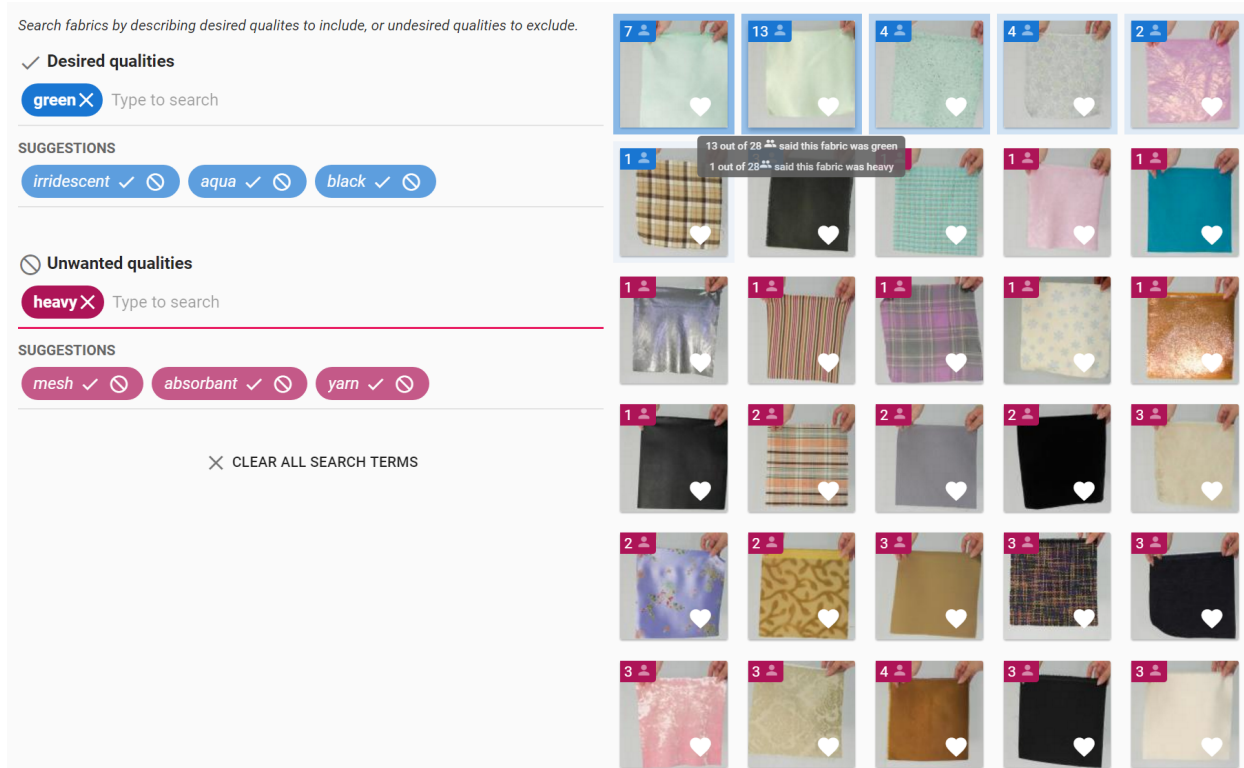 Search fabrics by describing desired qualites to include, or undesired qualities to exclude.
Desired qualities
green Type to search
SUGGESTIONS
irridescent aqua black
Unwanted qualities
heavy Type to search
SUGGESTIONS
mesh absorbant yarn
CLEAR ALL SEARCH TERMS
7 13 4 4 2
13 out of 28 said this fabric was green
1 out of 28 said this fabric was heavy
1 1 1
1 1 1 1 1
1 2 2 2 3
2 2 3 3 3
3 3 4 3 3